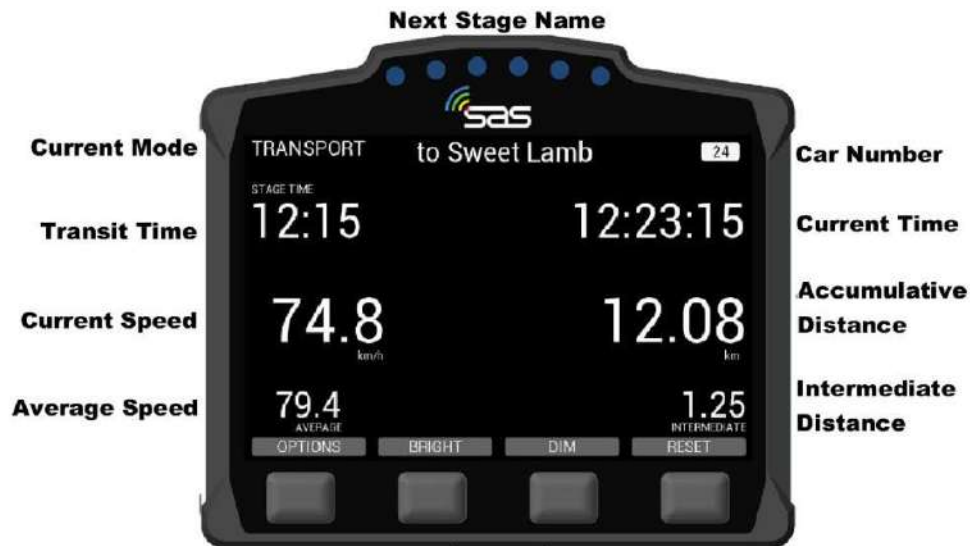 Next Stage Name
sas
Current Mode
TRANSPORT
to Sweet Lamb
24
Car Number
STAGE TIME
Transit Time
12:15
12:23:15
Current Time
Current Speed
74.8
km/h
12.08
km
Accumulative
Distance
Average Speed
79.4
AVERAGE
1.25
INTERMEDIATE
Intermediate
Distance
OPTIONS
BRIGHT
DIM
RESET